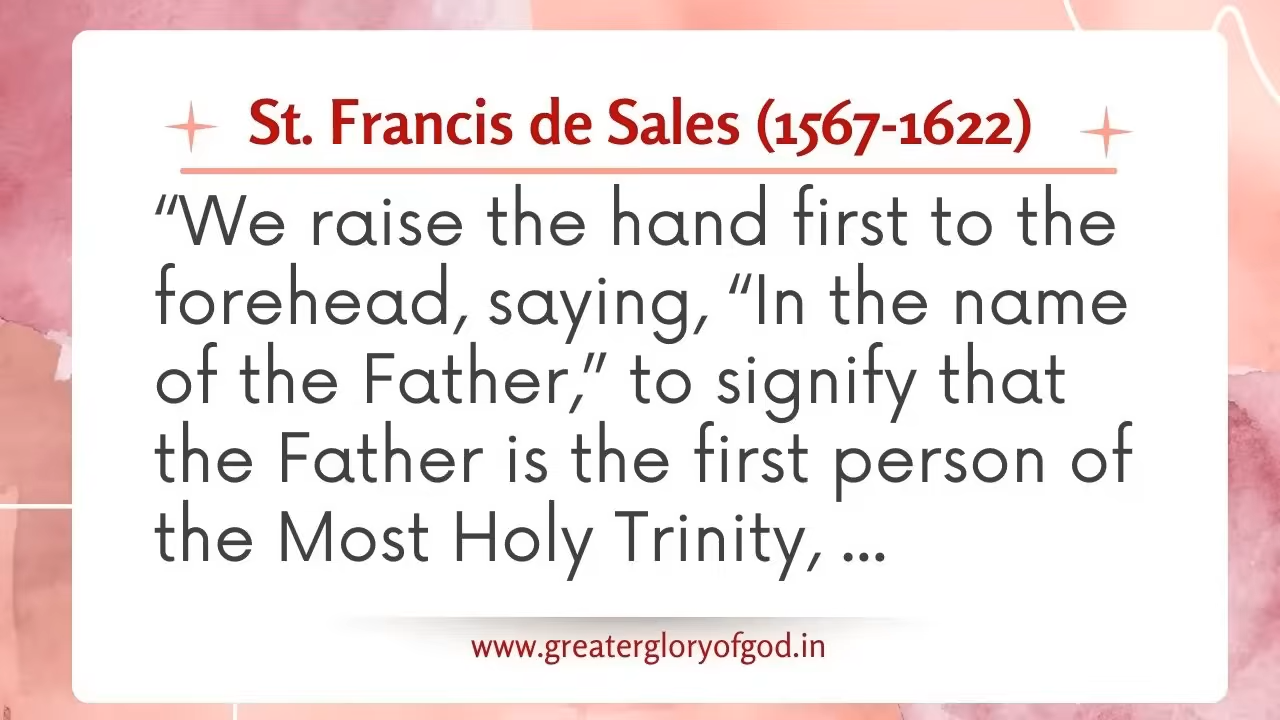 St. Francis de Sales (1567-1622)
“We raise the hand first to the
forehead, saying, “In the name
of the Father,” to signify that
the Father is the first person of
the Most Holy Trinity, ...
www.greatergloryofgod.in